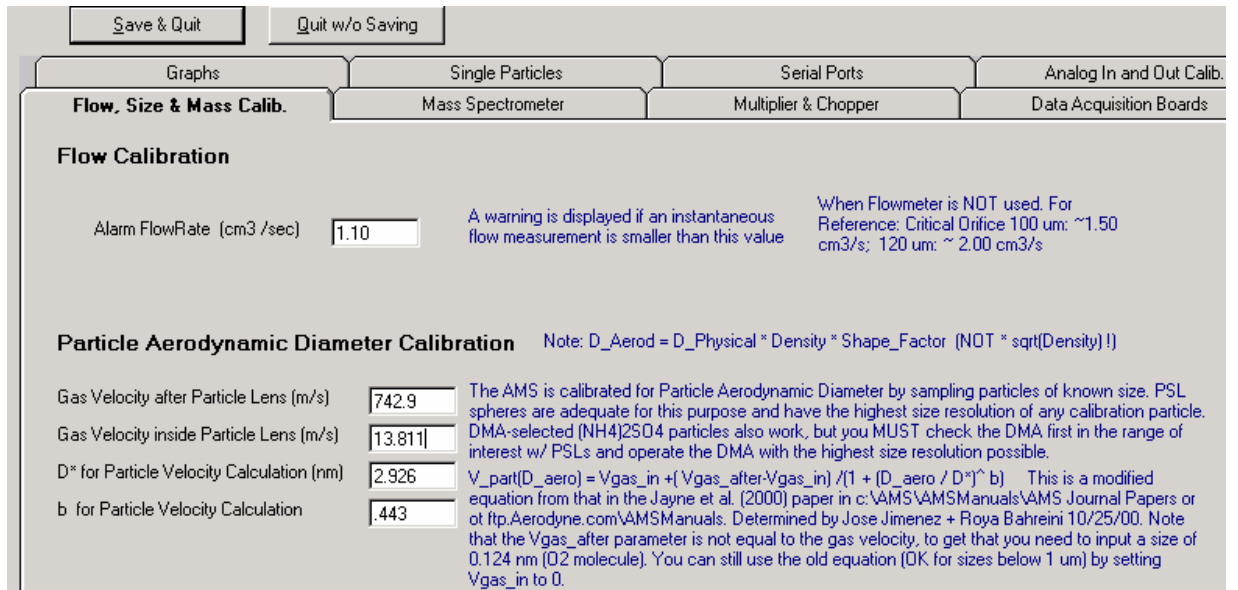 Save & Quit
Quit w/o Saving
Graphs
Single Particles
Serial Ports
Analog In and Out Calib.
Flow, Size & Mass Calib.
Mass Spectrometer
Multiplier & Chopper
Data Acquisition Boards
Flow Calibration
Alarm FlowRate (cm3 /sec)
1.10
A warning is displayed if an instantaneous
flow measurement is smaller than this value
When Flowmeter is NOT used. For
Reference: Critical Orifice 100 um: ~1.50
cm3/s; 120 um: ~ 2.00 cm3/s
Particle Aerodynamic Diameter Calibration
Note: D_Aerod = D_Physical * Density * Shape_Factor (NOT * sqrt(Density) !)
Gas Velocity after Particle Lens (m/s)
742.9
Gas Velocity inside Particle Lens (m/s)
13.811
D* for Particle Velocity Calculation (nm)
2.926
b for Particle Velocity Calculation
.443
The AMS is calibrated for Particle Aerodynamic Diameter by sampling particles of known size. PSL
spheres are adequate for this purpose and have the highest size resolution of any calibration particle.
DMA-selected (NH4)2SO4 particles also work, but you MUST check the DMA first in the range of
interest w/ PSLs and operate the DMA with the highest size resolution possible.
V_part(D_aero) = Vgas_in +( Vgas_after-Vgas_in) /(1 + (D_aero / D*)^ b) This is a modified
equation from that in the Jayne et al. (2000) paper in c:\AMS\AMSManuals\AMS Journal Papers or
ot ftp.Aerodyne.com\AMSManuals. Determined by Jose Jimenez + Roya Bahreini 10/25/00. Note
that the Vgas_after parameter is not equal to the gas velocity, to get that you need to input a size of
0.124 nm (O2 molecule). You can still use the old equation (OK for sizes below 1 um) by setting
Vgas_in to 0.